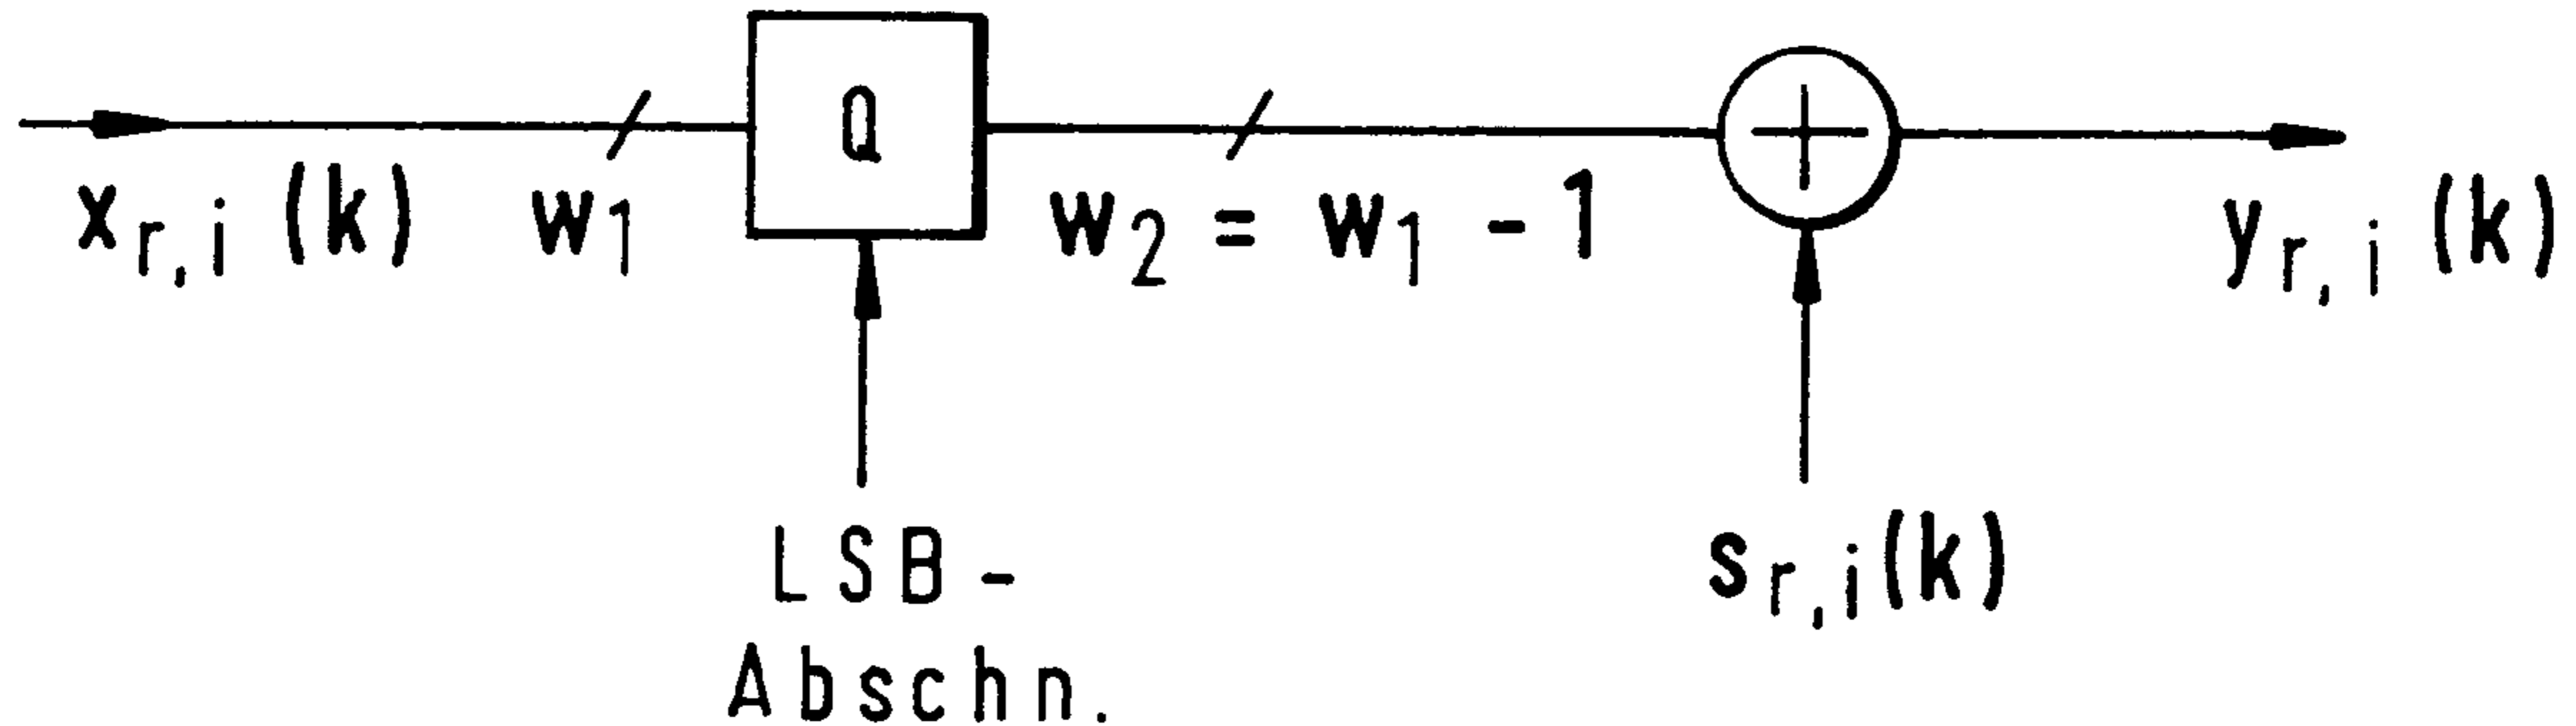 Q
x_{r,i}(k) w_1 w_2 = w_1 - 1 y_{r,i}(k)
LSB-
Abschn.
s_{r,i}(k)